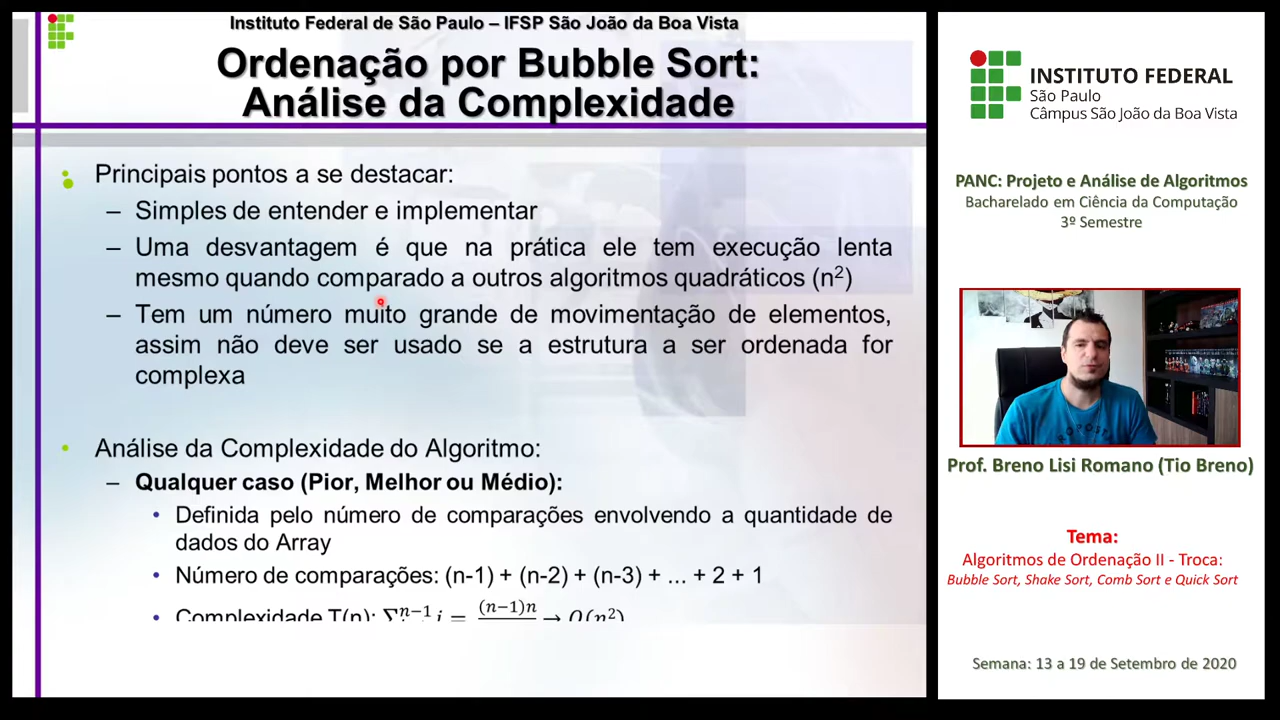 Instituto Federal de São Paulo – IFSP São João da Boa Vista
Ordenação por Bubble Sort:
Análise da Complexidade
• Principais pontos a se destacar:
– Simples de entender e implementar
– Uma desvantagem é que na prática ele tem execução lenta
mesmo quando comparado a outros algoritmos quadráticos (n²)
– Tem um número muito grande de movimentação de elementos,
assim não deve ser usado se a estrutura a ser ordenada for
complexa
• Análise da Complexidade do Algoritmo:
– Qualquer caso (Pior, Melhor ou Médio):
• Definida pelo número de comparações envolvendo a quantidade de
dados do Array
• Número de comparações: (n-1) + (n-2) + (n-3) + ... + 2 + 1
• Complexidade T(n): Σⁿ⁻¹ i = (n−1)n → O(n²)
INSTITUTO FEDERAL
São Paulo
Câmpus São João da Boa Vista
PANC: Projeto e Análise de Algoritmos
Bacharelado em Ciência da Computação
3º Semestre
Prof. Breno Lisi Romano (Tio Breno)
Tema:
Algoritmos de Ordenação II - Troca:
Bubble Sort, Shake Sort, Comb Sort e Quick Sort
Semana: 13 a 19 de Setembro de 2020